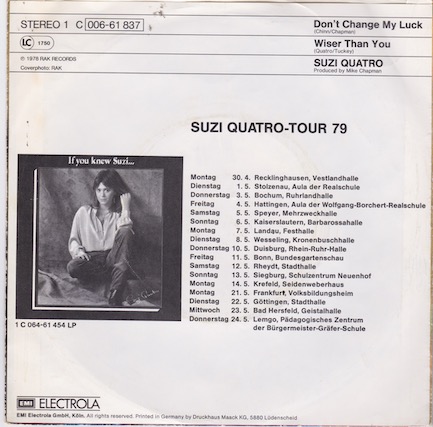 STEREO 1 C 006-61 837
LC 1750
℗ 1978 RAK RECORDS
Coverphoto: RAK
Don't Change My Luck
(Chinn/Chapman)
Wiser Than You
(Quatro/Tuckey)
SUZI QUATRO
Produced by Mike Chapman
SUZI QUATRO-TOUR 79
If you knew Suzi...
Montag 30. 4. Recklinghausen, Vestlandhalle
Dienstag 1. 5. Stolzenau, Aula der Realschule
Donnerstag 3. 5. Bochum, Ruhrlandhalle
Freitag 4. 5. Hattingen, Aula der Wolfgang-Borchert-Realschule
Samstag 5. 5. Speyer, Mehrzweckhalle
Sonntag 6. 5. Kaiserslautern, Barbarossahalle
Montag 7. 5. Landau, Festhalle
Dienstag 8. 5. Wesseling, Kronenbuschhalle
Donnerstag 10. 5. Duisburg, Rhein-Ruhr-Halle
Freitag 11. 5. Bonn, Bundesgartenschau
Samstag 12. 5. Rheydt, Stadthalle
Sonntag 13. 5. Siegburg, Schulzentrum Neuenhof
Montag 14. 5. Krefeld, Seidenweberhaus
Montag 21. 5. Frankfurt, Volksbildungsheim
Dienstag 22. 5. Göttingen, Stadthalle
Mittwoch 23. 5. Bad Hersfeld, Geistalhalle
Donnerstag 24. 5. Lemgo, Pädagogisches Zentrum
der Bürgermeister-Gräfer-Schule
1 C 064-61 454 LP
EMI ELECTROLA
EMI Electrola GmbH, Köln. All rights reserved. Printed in Germany by Druckhaus Maack KG, 5880 Lüdenscheid.